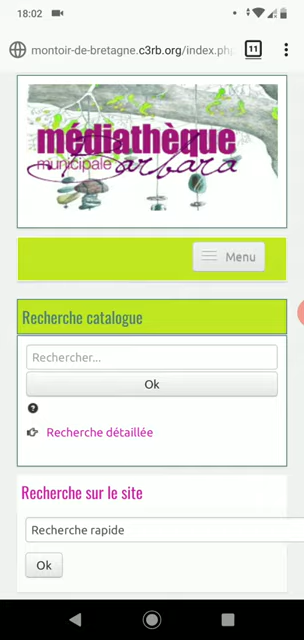 18:02
montoir-de-bretagne.c3rb.org/index.php
11
médiathèque
municipale
Barbara
Menu
Recherche catalogue
Rechercher...
Ok
Recherche détaillée
Recherche sur le site
Recherche rapide
Ok